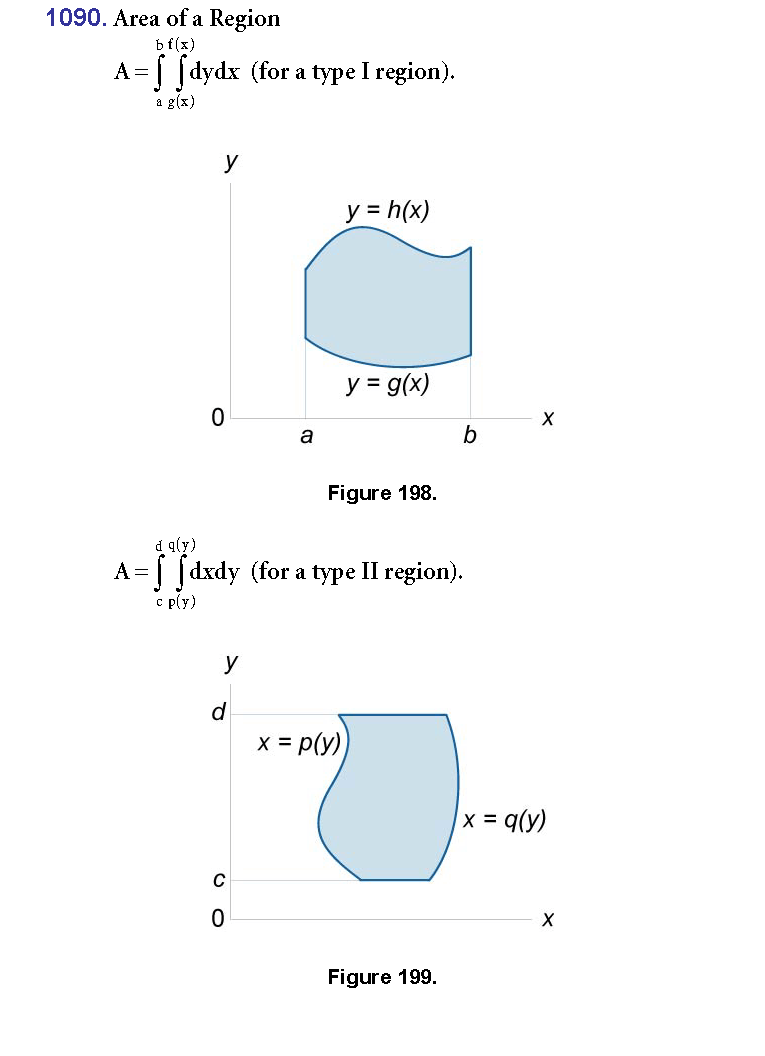 1090. Area of a Region
b f(x)
A = ∫ ∫ dydx (for a type I region).
a g(x)
y
y = h(x)
y = g(x)
0
x
a
b
Figure 198.
d q(y)
A = ∫ ∫ dxdy (for a type II region).
c p(y)
y
d
x = p(y)
x = q(y)
c
0
x
Figure 199.